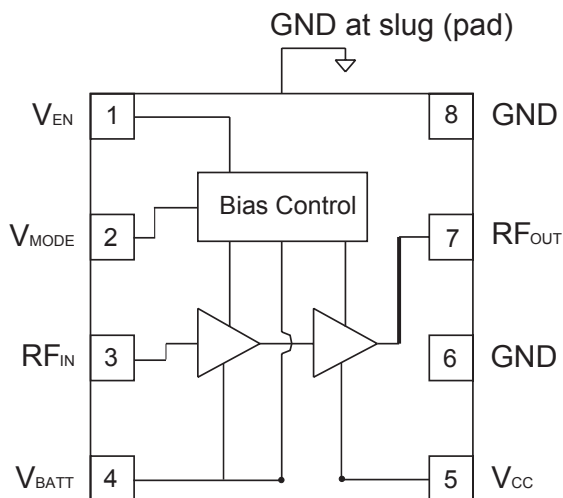 GND at slug (pad)
VEN 1 8 GND
Bias Control
VMODE 2 7 RFOUT
RFIN 3 6 GND
VBATT 4 5 VCC